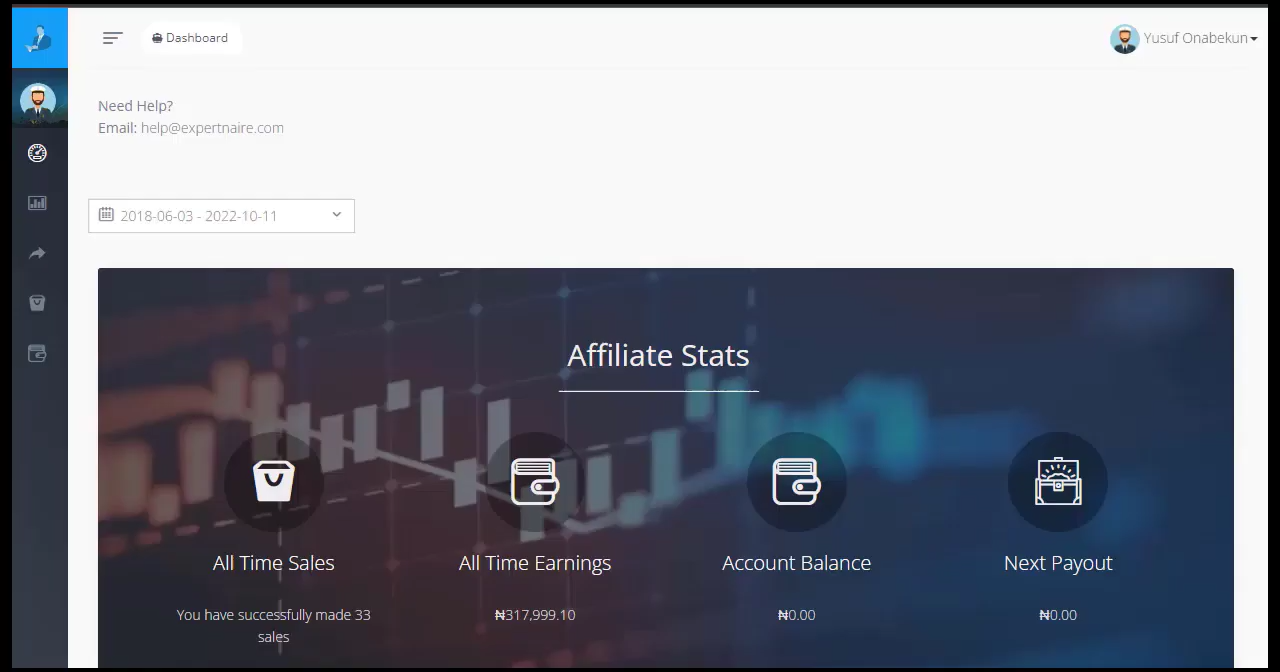 Dashboard
Yusuf Onabekun
Need Help?
Email: help@expertnaire.com
2018-06-03 - 2022-10-11
Affiliate Stats
All Time Sales
All Time Earnings
Account Balance
Next Payout
You have successfully made 33
sales
₦317,999.10
₦0.00
₦0.00